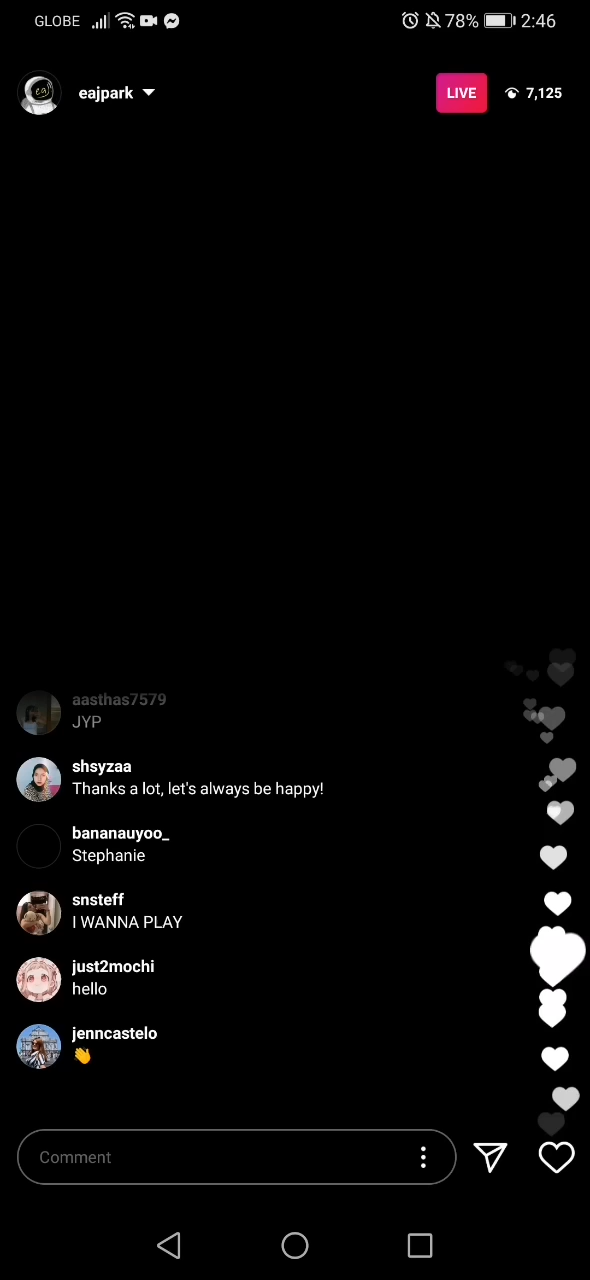 GLOBE 78% 2:46
eaj
eajpark LIVE 7,125
aasthas7579
JYP
shsyzaa
Thanks a lot, let's always be happy!
bananauyoo_
Stephanie
snsteff
I WANNA PLAY
just2mochi
hello
jenncastelo
👋
Comment